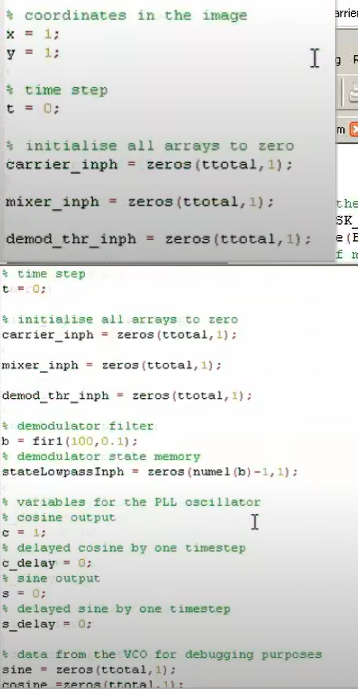 % coordinates in the image
x = 1;
y = 1;
% time step
t = 0;
% initialise all arrays to zero
carrier_inph = zeros(ttotal,1);
mixer_inph = zeros(ttotal,1);
demod_thr_inph = zeros(ttotal,1);
% time step
t = 0;
% initialise all arrays to zero
carrier_inph = zeros(ttotal,1);
mixer_inph = zeros(ttotal,1);
demod_thr_inph = zeros(ttotal,1);
% demodulator filter
b = fir1(100,0.1);
% demodulator state memory
stateLowpassInph = zeros(numel(b)-1,1);
% variables for the PLL oscillator
% cosine output
c = 1;
% delayed cosine by one timestep
c_delay = 0;
% sine output
s = 0;
% delayed sine by one timestep
s_delay = 0;
% data from the VCO for debugging purposes
sine = zeros(ttotal,1);
cosine =zeros(ttotal,1);